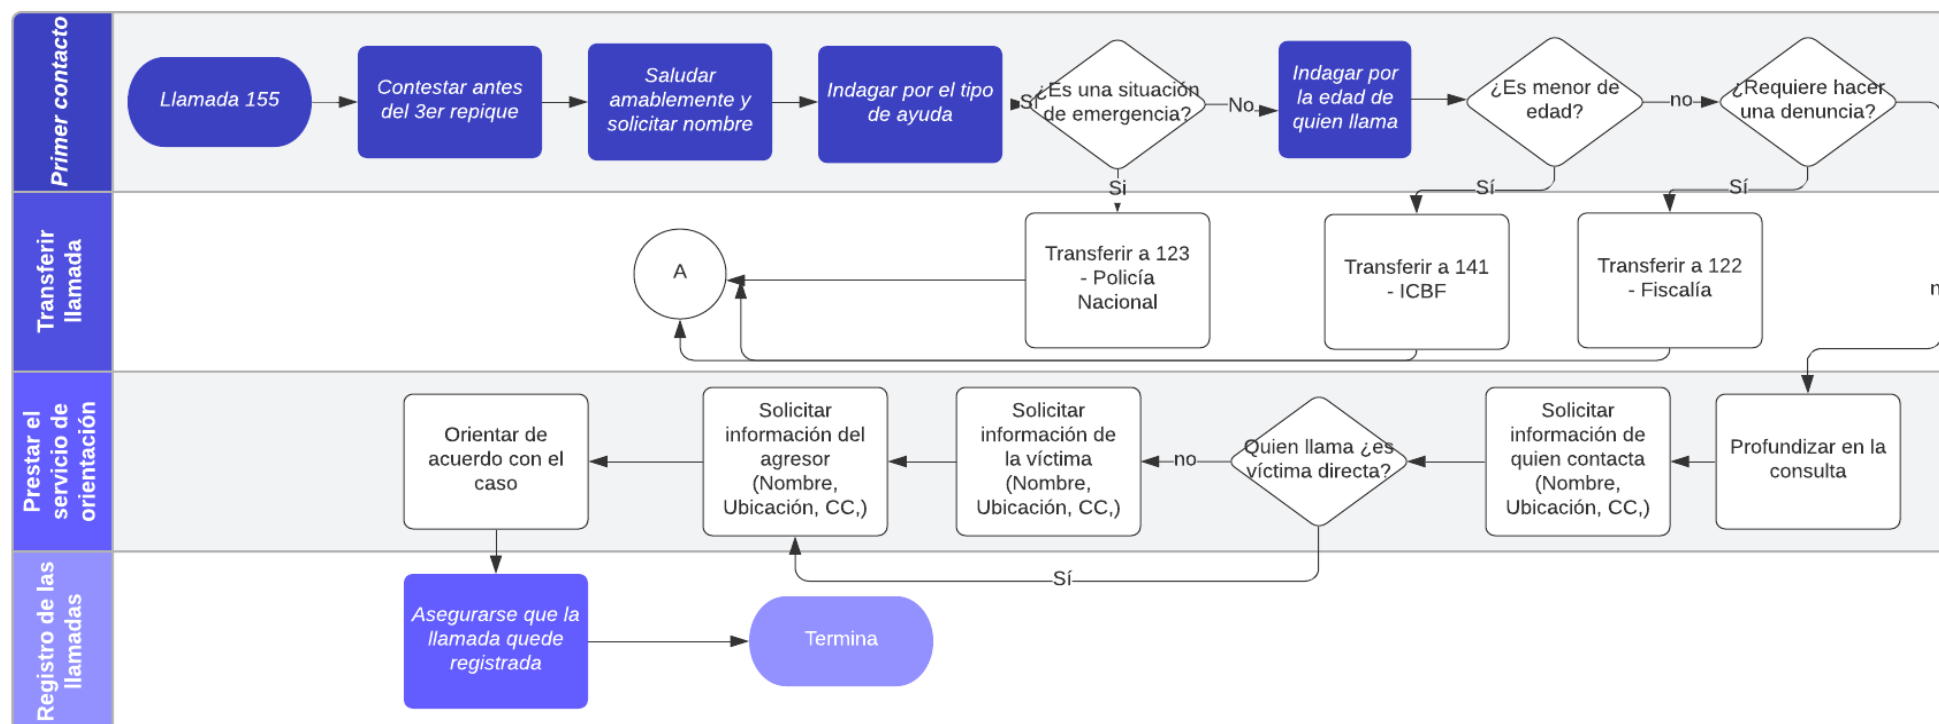 Primer contacto
Llamada 155
Contestar antes
del 3er repique
Saludar
amablemente y
solicitar nombre
Indagar por el tipo
de ayuda
Sí
¿Es una situación
de emergencia?
No
Indagar por
la edad de
quien llama
¿Es menor de
edad?
no
¿Requiere hacer
una denuncia?
Si
Sí
Sí
Transferir
llamada
A
Transferir a 123
- Policía
Nacional
Transferir a 141
- ICBF
Transferir a 122
- Fiscalía
Prestar el
servicio de
orientación
Orientar de
acuerdo con el
caso
Solicitar
información del
agresor
(Nombre,
Ubicación, CC,)
Solicitar
información de
la víctima
(Nombre,
Ubicación, CC,)
no
Quien llama ¿es
víctima directa?
Solicitar
información de
quien contacta
(Nombre,
Ubicación, CC,)
Profundizar en la
consulta
Sí
Registro de las
llamadas
Asegurarse que la
llamada quede
registrada
Termina